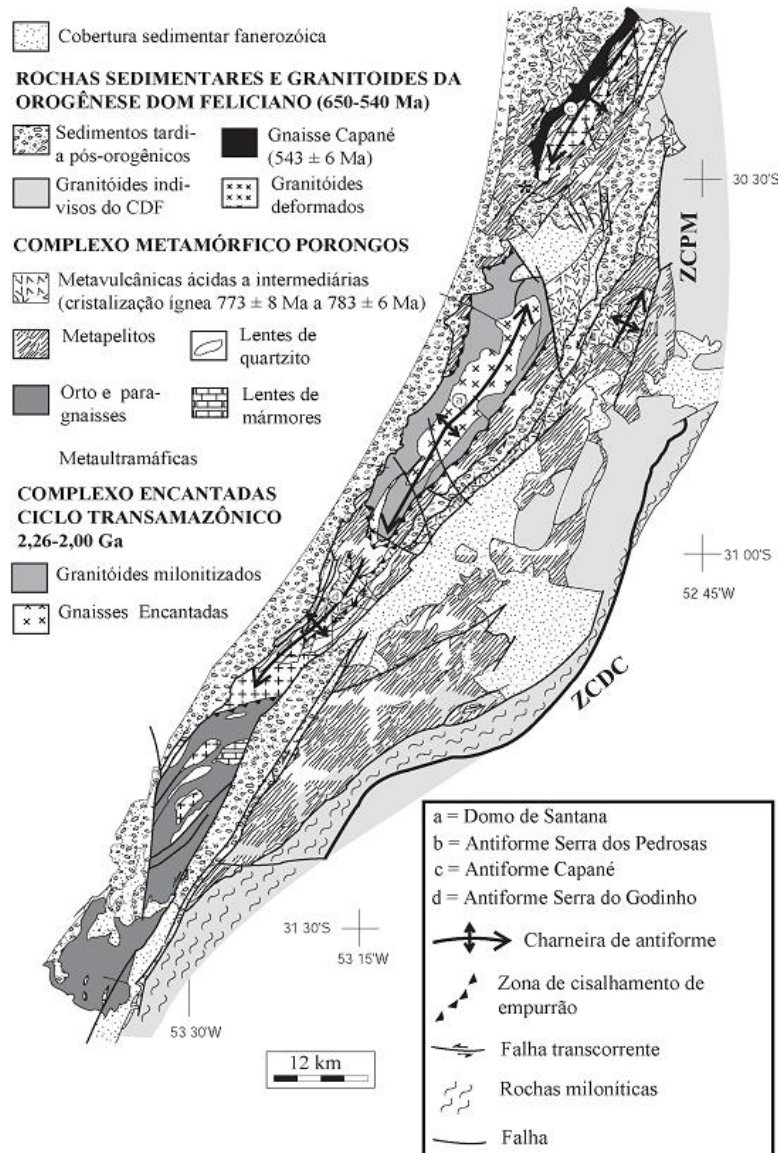 Cobertura sedimentar fanerozóica
ROCHAS SEDIMENTARES E GRANITOIDES DA
OROGÊNESE DOM FELICIANO (650-540 Ma)
Sedimentos tardi-
a pós-orogênicos
Gnaisse Capané
(543 ± 6 Ma)
Granitóides indi-
visos do CDF
Granitóides
deformados
COMPLEXO METAMÓRFICO PORONGOS
Metavulcânicas ácidas a intermediárias
(cristalização ígnea 773 ± 8 Ma a 783 ± 6 Ma)
Metapelitos
Lentes de
quartzito
Orto e para-
gnaisses
Lentes de
mármores
Metaultramáficas
COMPLEXO ENCANTADAS
CICLO TRANSAMAZÔNICO
2,26-2,00 Ga
Granitóides milonitizados
Gnaisses Encantadas
c
30 30'S
ZCPM
b
a
31 00'S
52 45'W
d
ZCDC
31 30'S
53 15'W
53 30'W
12 km
a = Domo de Santana
b = Antiforme Serra dos Pedrosas
c = Antiforme Capané
d = Antiforme Serra do Godinho
Charneira de antiforme
Zona de cisalhamento de
empurrão
Falha transcorrente
Rochas miloníticas
Falha